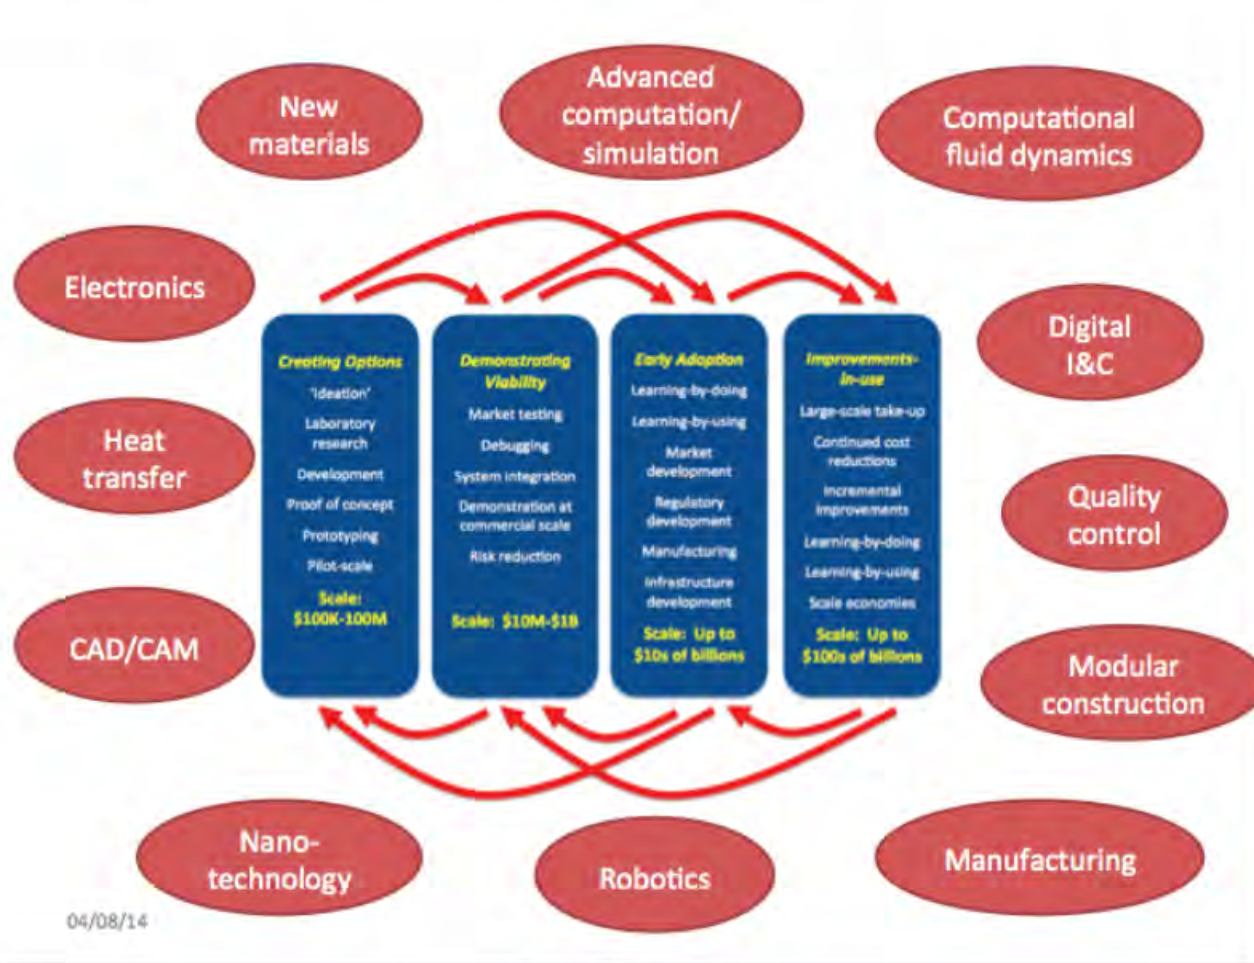 New
materials
Advanced
computation/
simulation
Computational
fluid dynamics
Electronics
Heat
transfer
CAD/CAM
Creating Options
'Ideation'
Laboratory
research
Development
Proof of concept
Prototyping
Pilot-scale
Scale:
$100K-100M
Demonstrating
Viability
Market testing
Debugging
System integration
Demonstration at
commercial scale
Risk reduction
Scale: $10M-$1B
Early Adoption
Learning-by-doing
Learning-by-using
Market
development
Regulatory
development
Manufacturing
Infrastructure
development
Scale: Up to
$10s of billions
Improvements-
in-use
Large-scale take-up
Continued cost
reductions
Incremental
improvements
Learning-by-doing
Learning-by-using
Scale economies
Scale: Up to
$100s of billions
Digital
I&C
Quality
control
Modular
construction
Nano-
technology
Robotics
Manufacturing
04/08/14